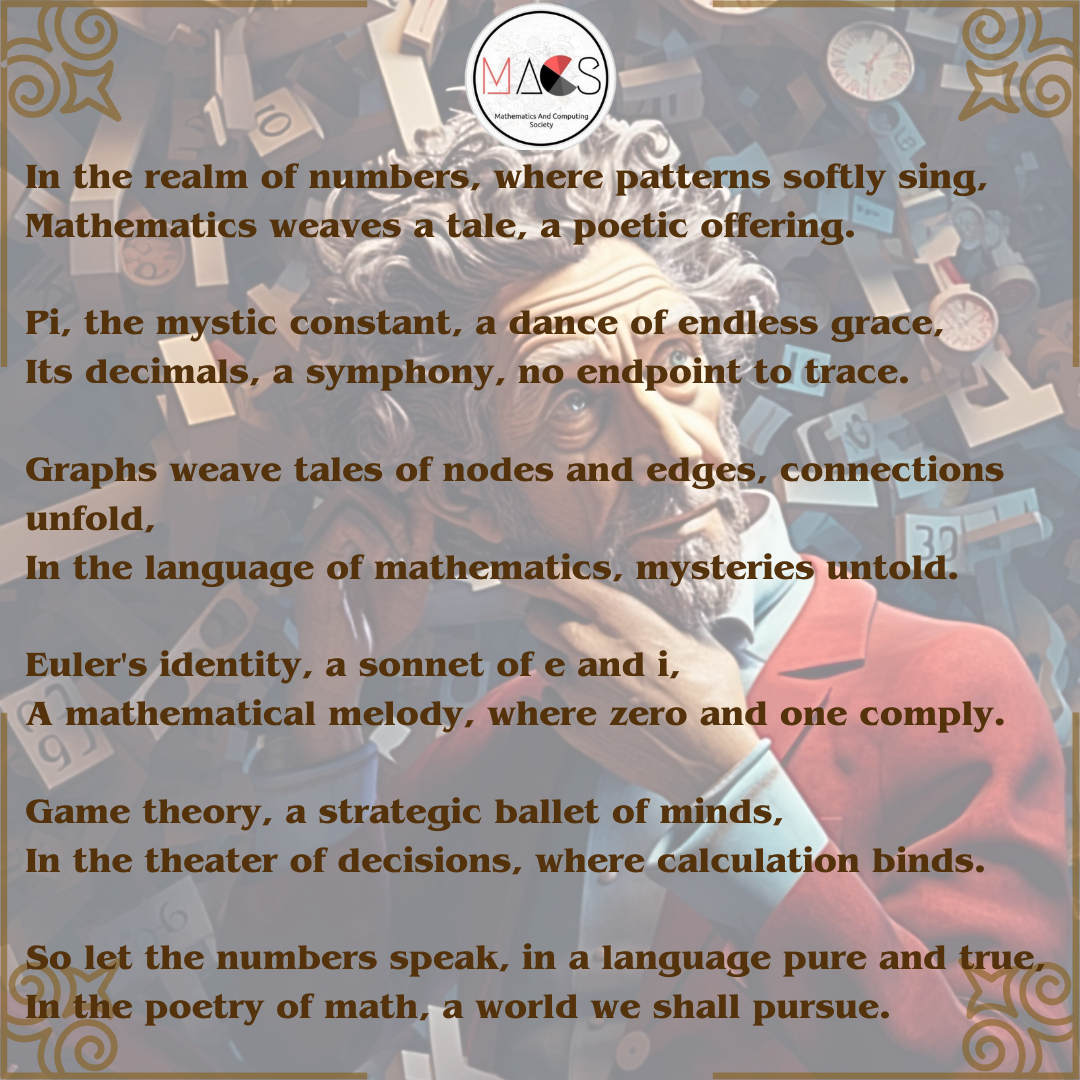 MACS
Mathematics And Computing
Society
In the realm of numbers, where patterns softly sing,
Mathematics weaves a tale, a poetic offering.
Pi, the mystic constant, a dance of endless grace,
Its decimals, a symphony, no endpoint to trace.
Graphs weave tales of nodes and edges, connections
unfold,
In the language of mathematics, mysteries untold.
Euler's identity, a sonnet of e and i,
A mathematical melody, where zero and one comply.
Game theory, a strategic ballet of minds,
In the theater of decisions, where calculation binds.
So let the numbers speak, in a language pure and true,
In the poetry of math, a world we shall pursue.